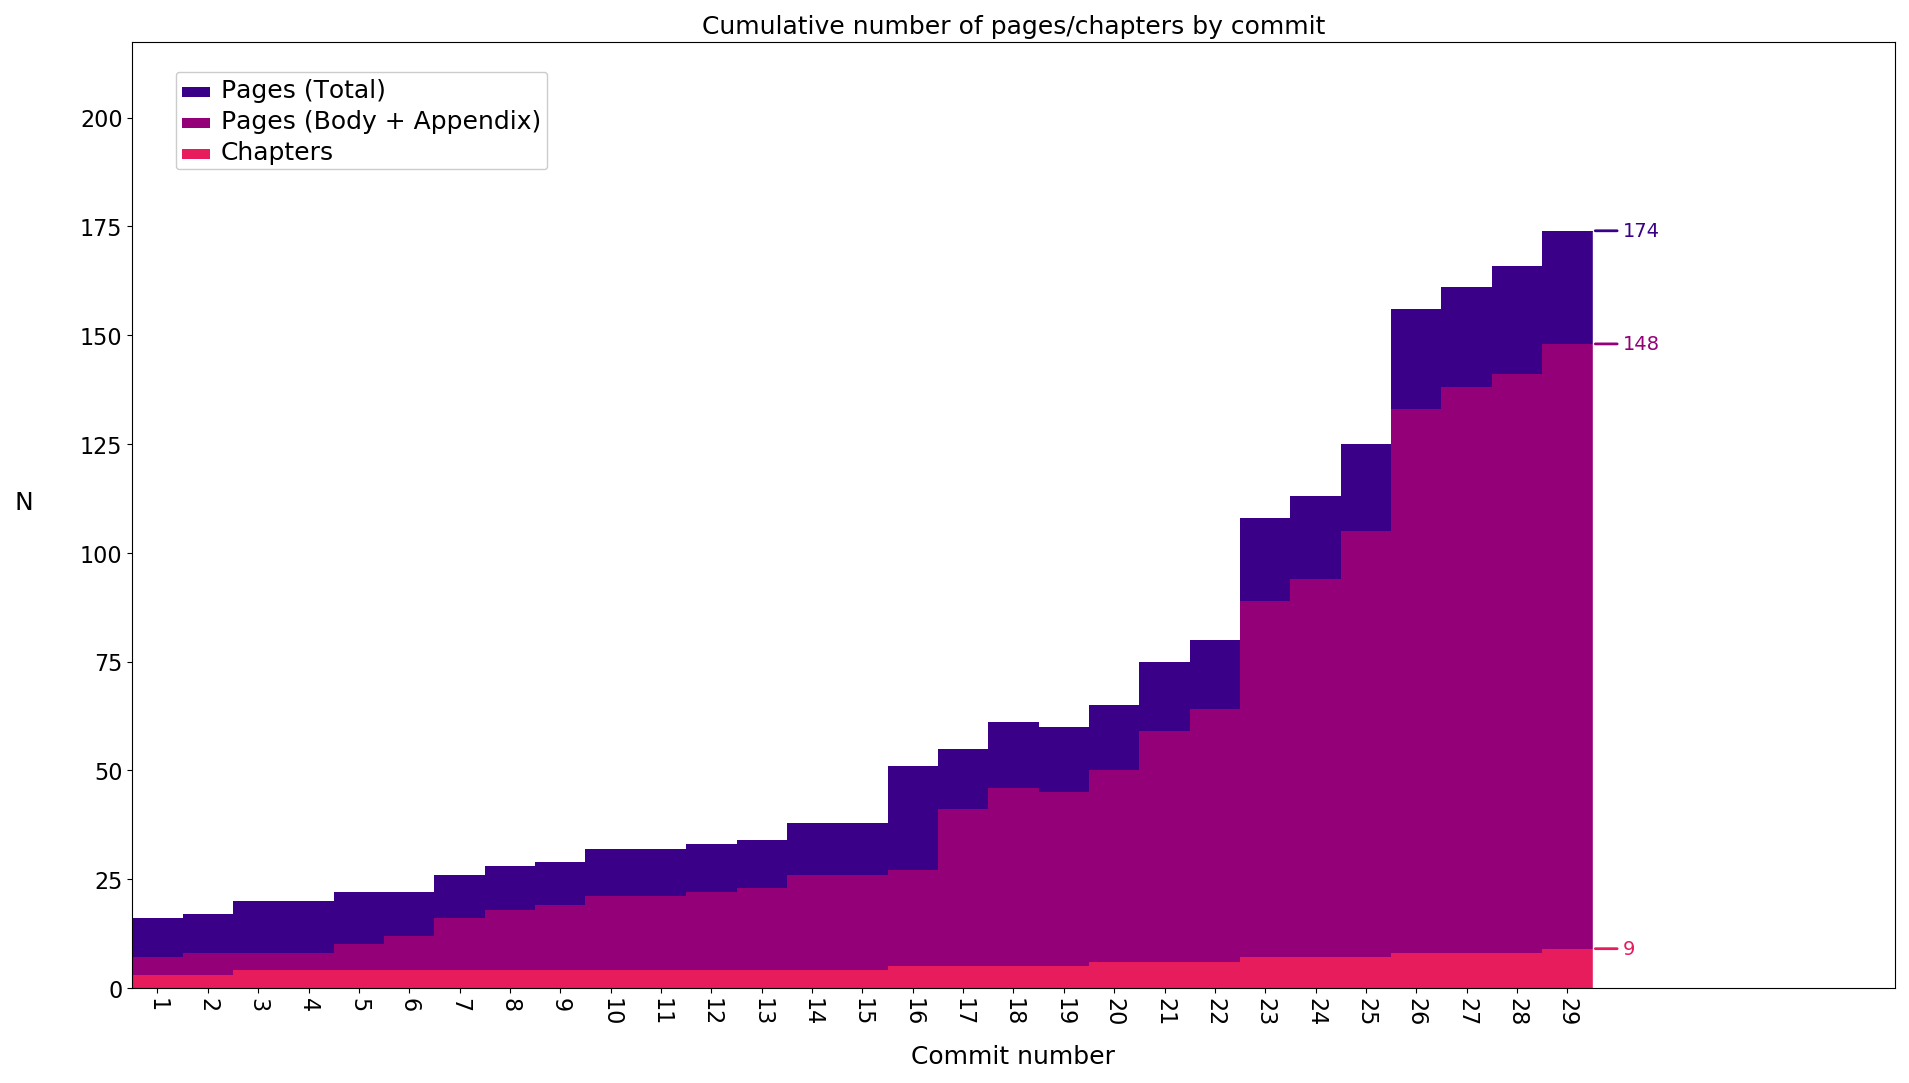 Cumulative number of pages/chapters by commit
Pages (Total)
Pages (Body + Appendix)
Chapters
200
175
150
125
100
75
50
25
0
N
174
148
9
1 2 3 4 5 6 7 8 9 10 11 12 13 14 15 16 17 18 19 20 21 22 23 24 25 26 27 28 29
Commit number